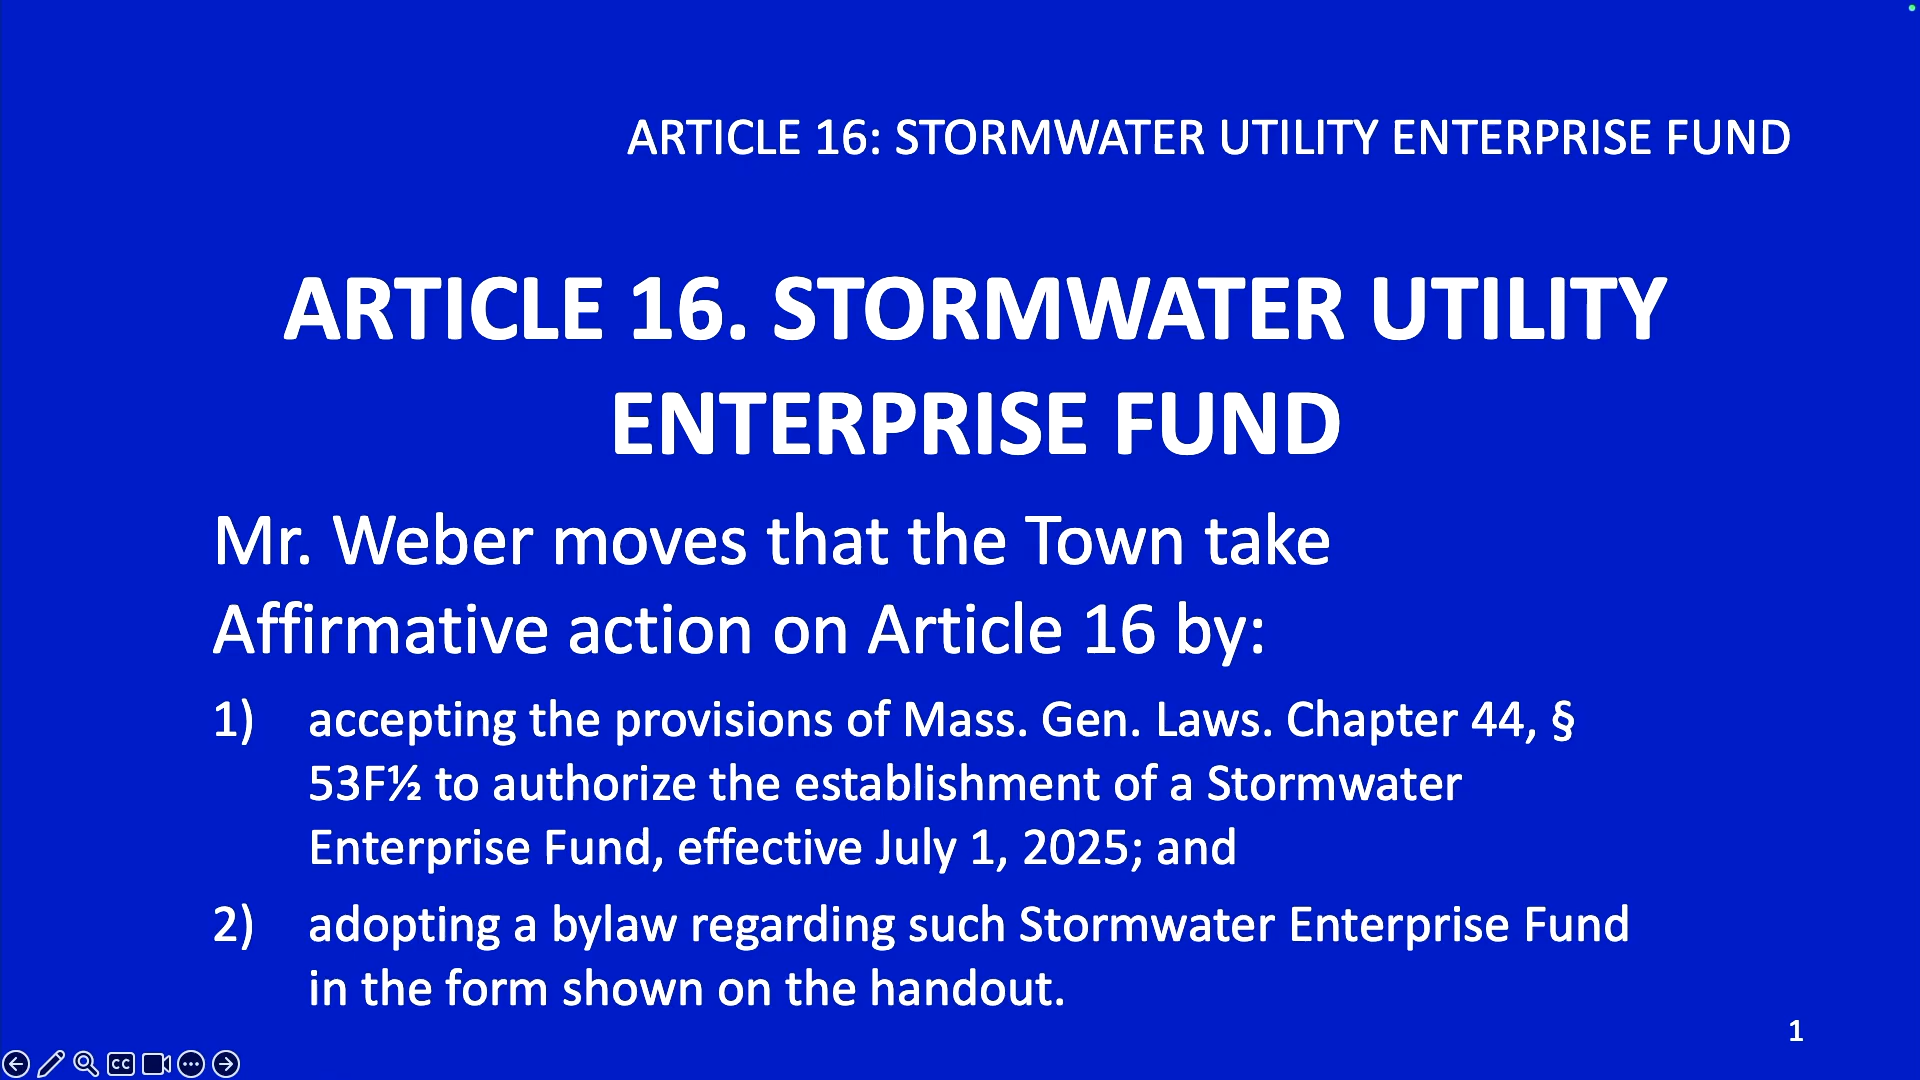 ARTICLE 16: STORMWATER UTILITY ENTERPRISE FUND
ARTICLE 16. STORMWATER UTILITY
ENTERPRISE FUND
Mr. Weber moves that the Town take
Affirmative action on Article 16 by:
1) accepting the provisions of Mass. Gen. Laws. Chapter 44, §
53F½ to authorize the establishment of a Stormwater
Enterprise Fund, effective July 1, 2025; and
2) adopting a bylaw regarding such Stormwater Enterprise Fund
in the form shown on the handout.
1
CC